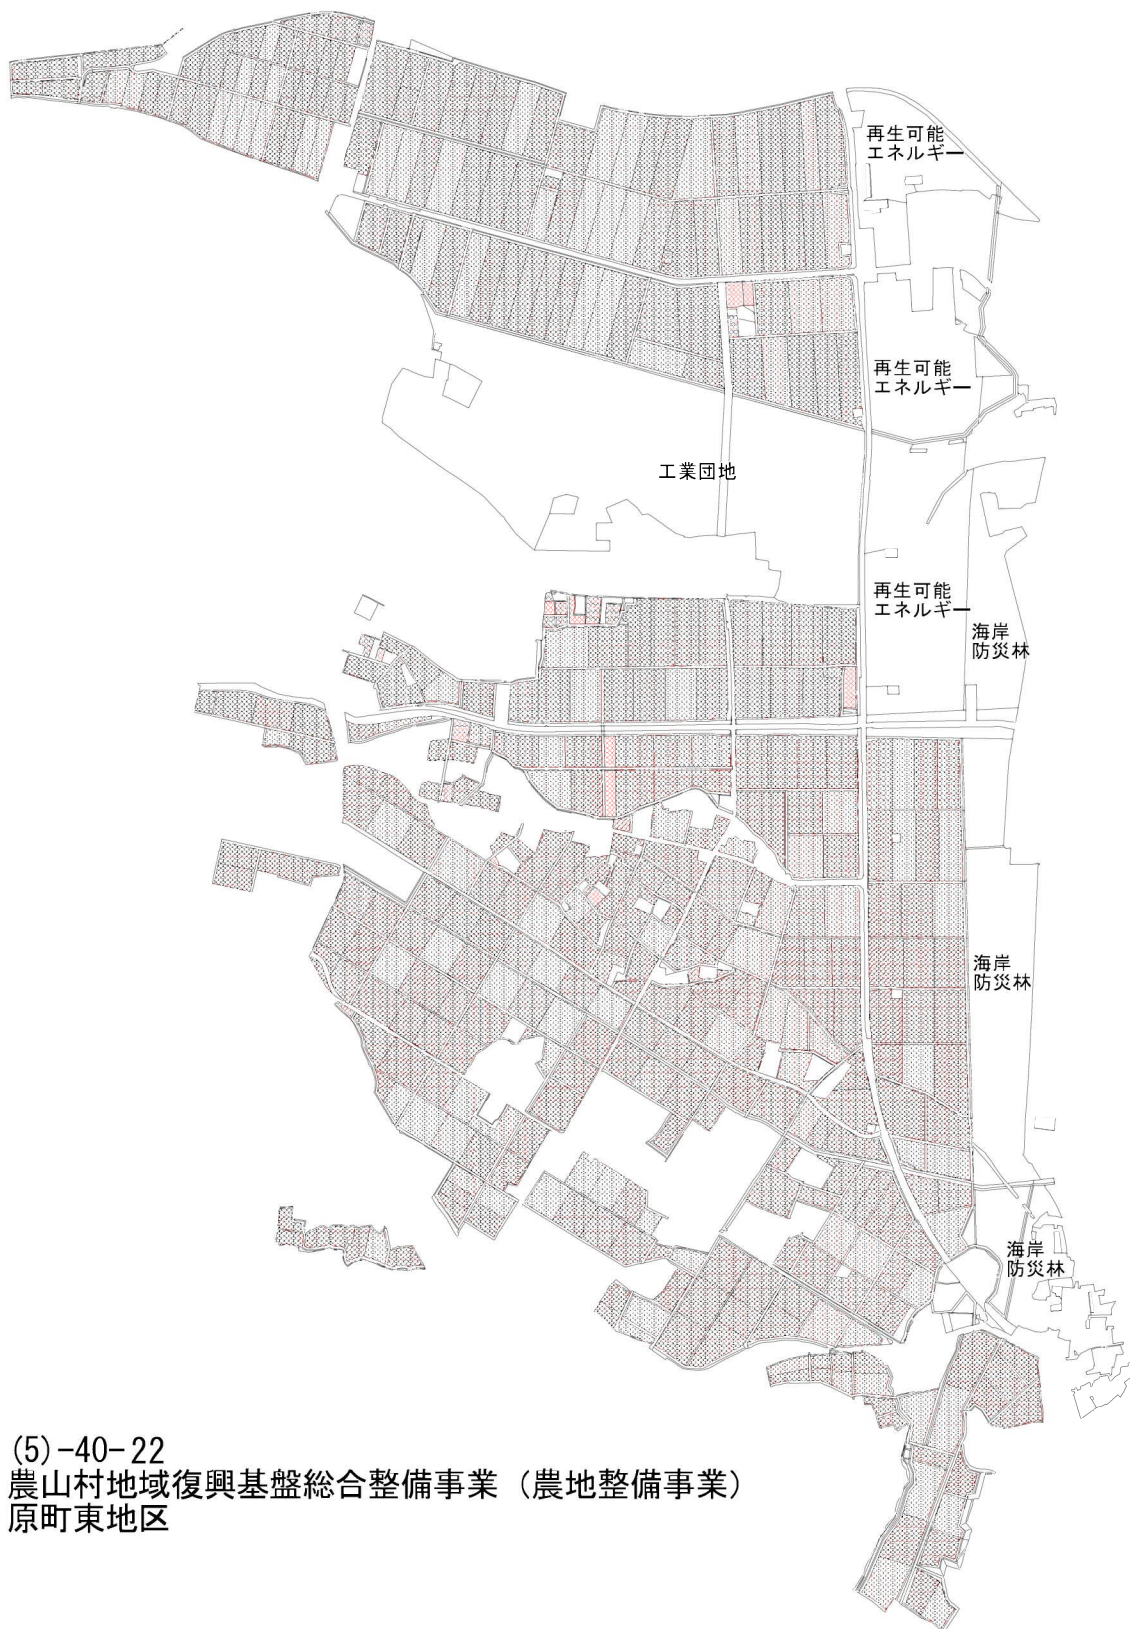 再生可能
エネルギー
再生可能
エネルギー
工業団地
再生可能
エネルギー
海岸
防災林
海岸
防災林
海岸
防災林
(5)-40-22
農山村地域復興基盤総合整備事業（農地整備事業）
原町東地区